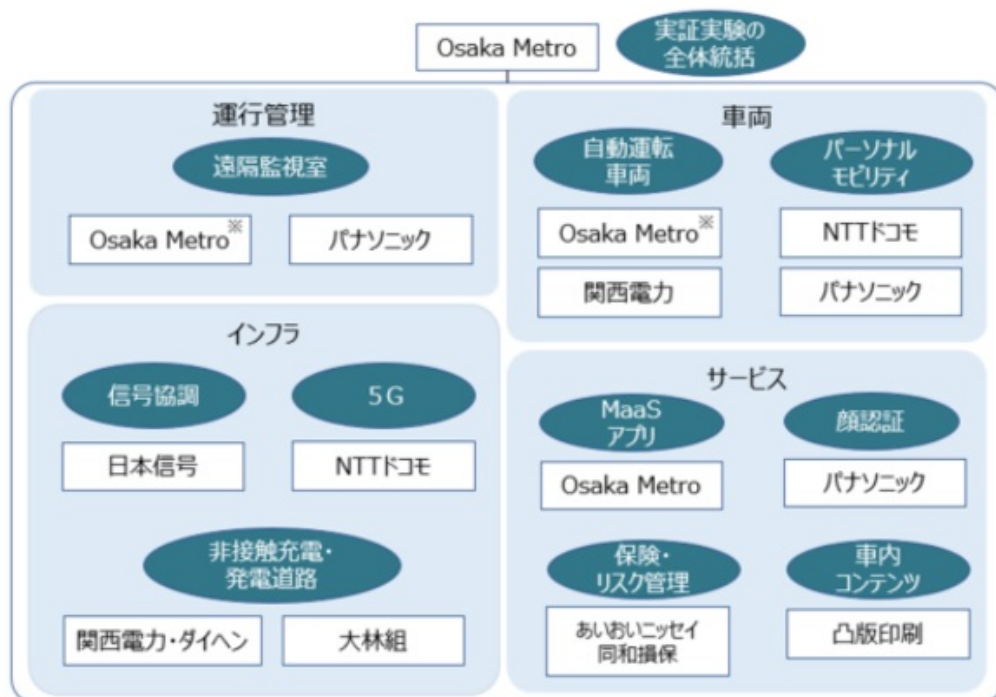 Osaka Metro
実証実験の
全体統括
運行管理
遠隔監視室
Osaka Metro※
パナソニック
車両
自動運転
車両
Osaka Metro※
関西電力
パーソナル
モビリティ
NTTドコモ
パナソニック
インフラ
信号協調
日本信号
5G
NTTドコモ
非接触充電・
発電道路
関西電力・ダイヘン
大林組
サービス
MaaS
アプリ
Osaka Metro
顔認証
パナソニック
保険・
リスク管理
あいおいニッセイ
同和損保
車内
コンテンツ
凸版印刷